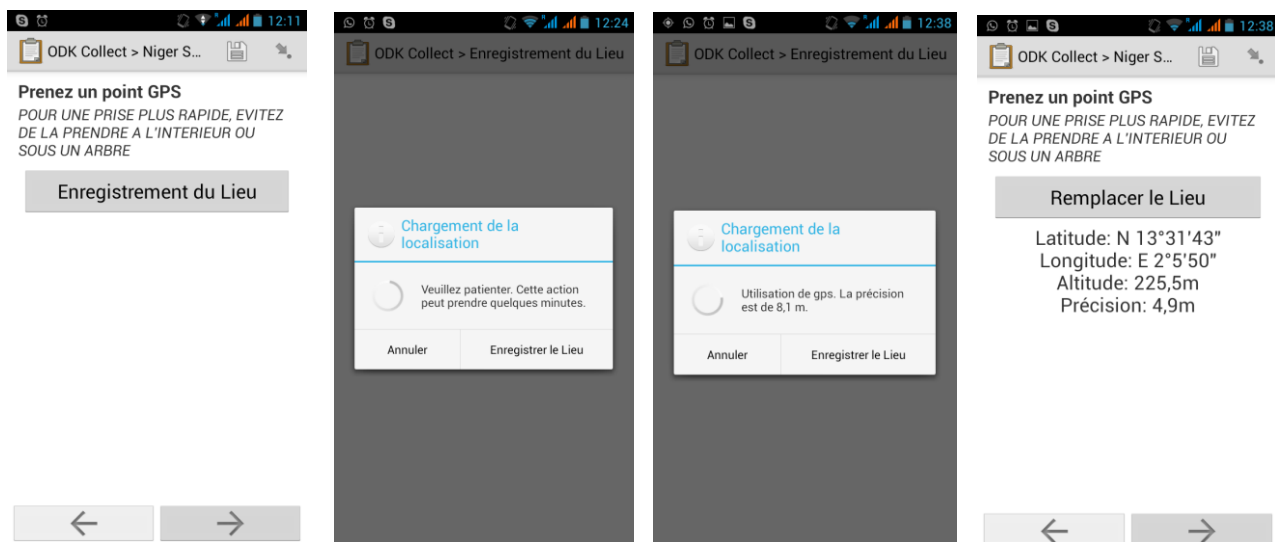 12:11
ODK Collect > Niger S...
Prenez un point GPS
POUR UNE PRISE PLUS RAPIDE, EVITEZ
DE LA PRENDRE A L'INTERIEUR OU
SOUS UN ARBRE
Enregistrement du Lieu
12:24
ODK Collect > Enregistrement du Lieu
Chargement de la
localisation
Veuillez patienter. Cette action
peut prendre quelques minutes.
Annuler
Enregistrer le Lieu
12:38
ODK Collect > Enregistrement du Lieu
Chargement de la
localisation
Utilisation de gps. La précision
est de 8,1 m.
Annuler
Enregistrer le Lieu
12:38
ODK Collect > Niger S...
Prenez un point GPS
POUR UNE PRISE PLUS RAPIDE, EVITEZ
DE LA PRENDRE A L'INTERIEUR OU
SOUS UN ARBRE
Remplacer le Lieu
Latitude: N 13°31'43"
Longitude: E 2°5'50"
Altitude: 225,5m
Précision: 4,9m